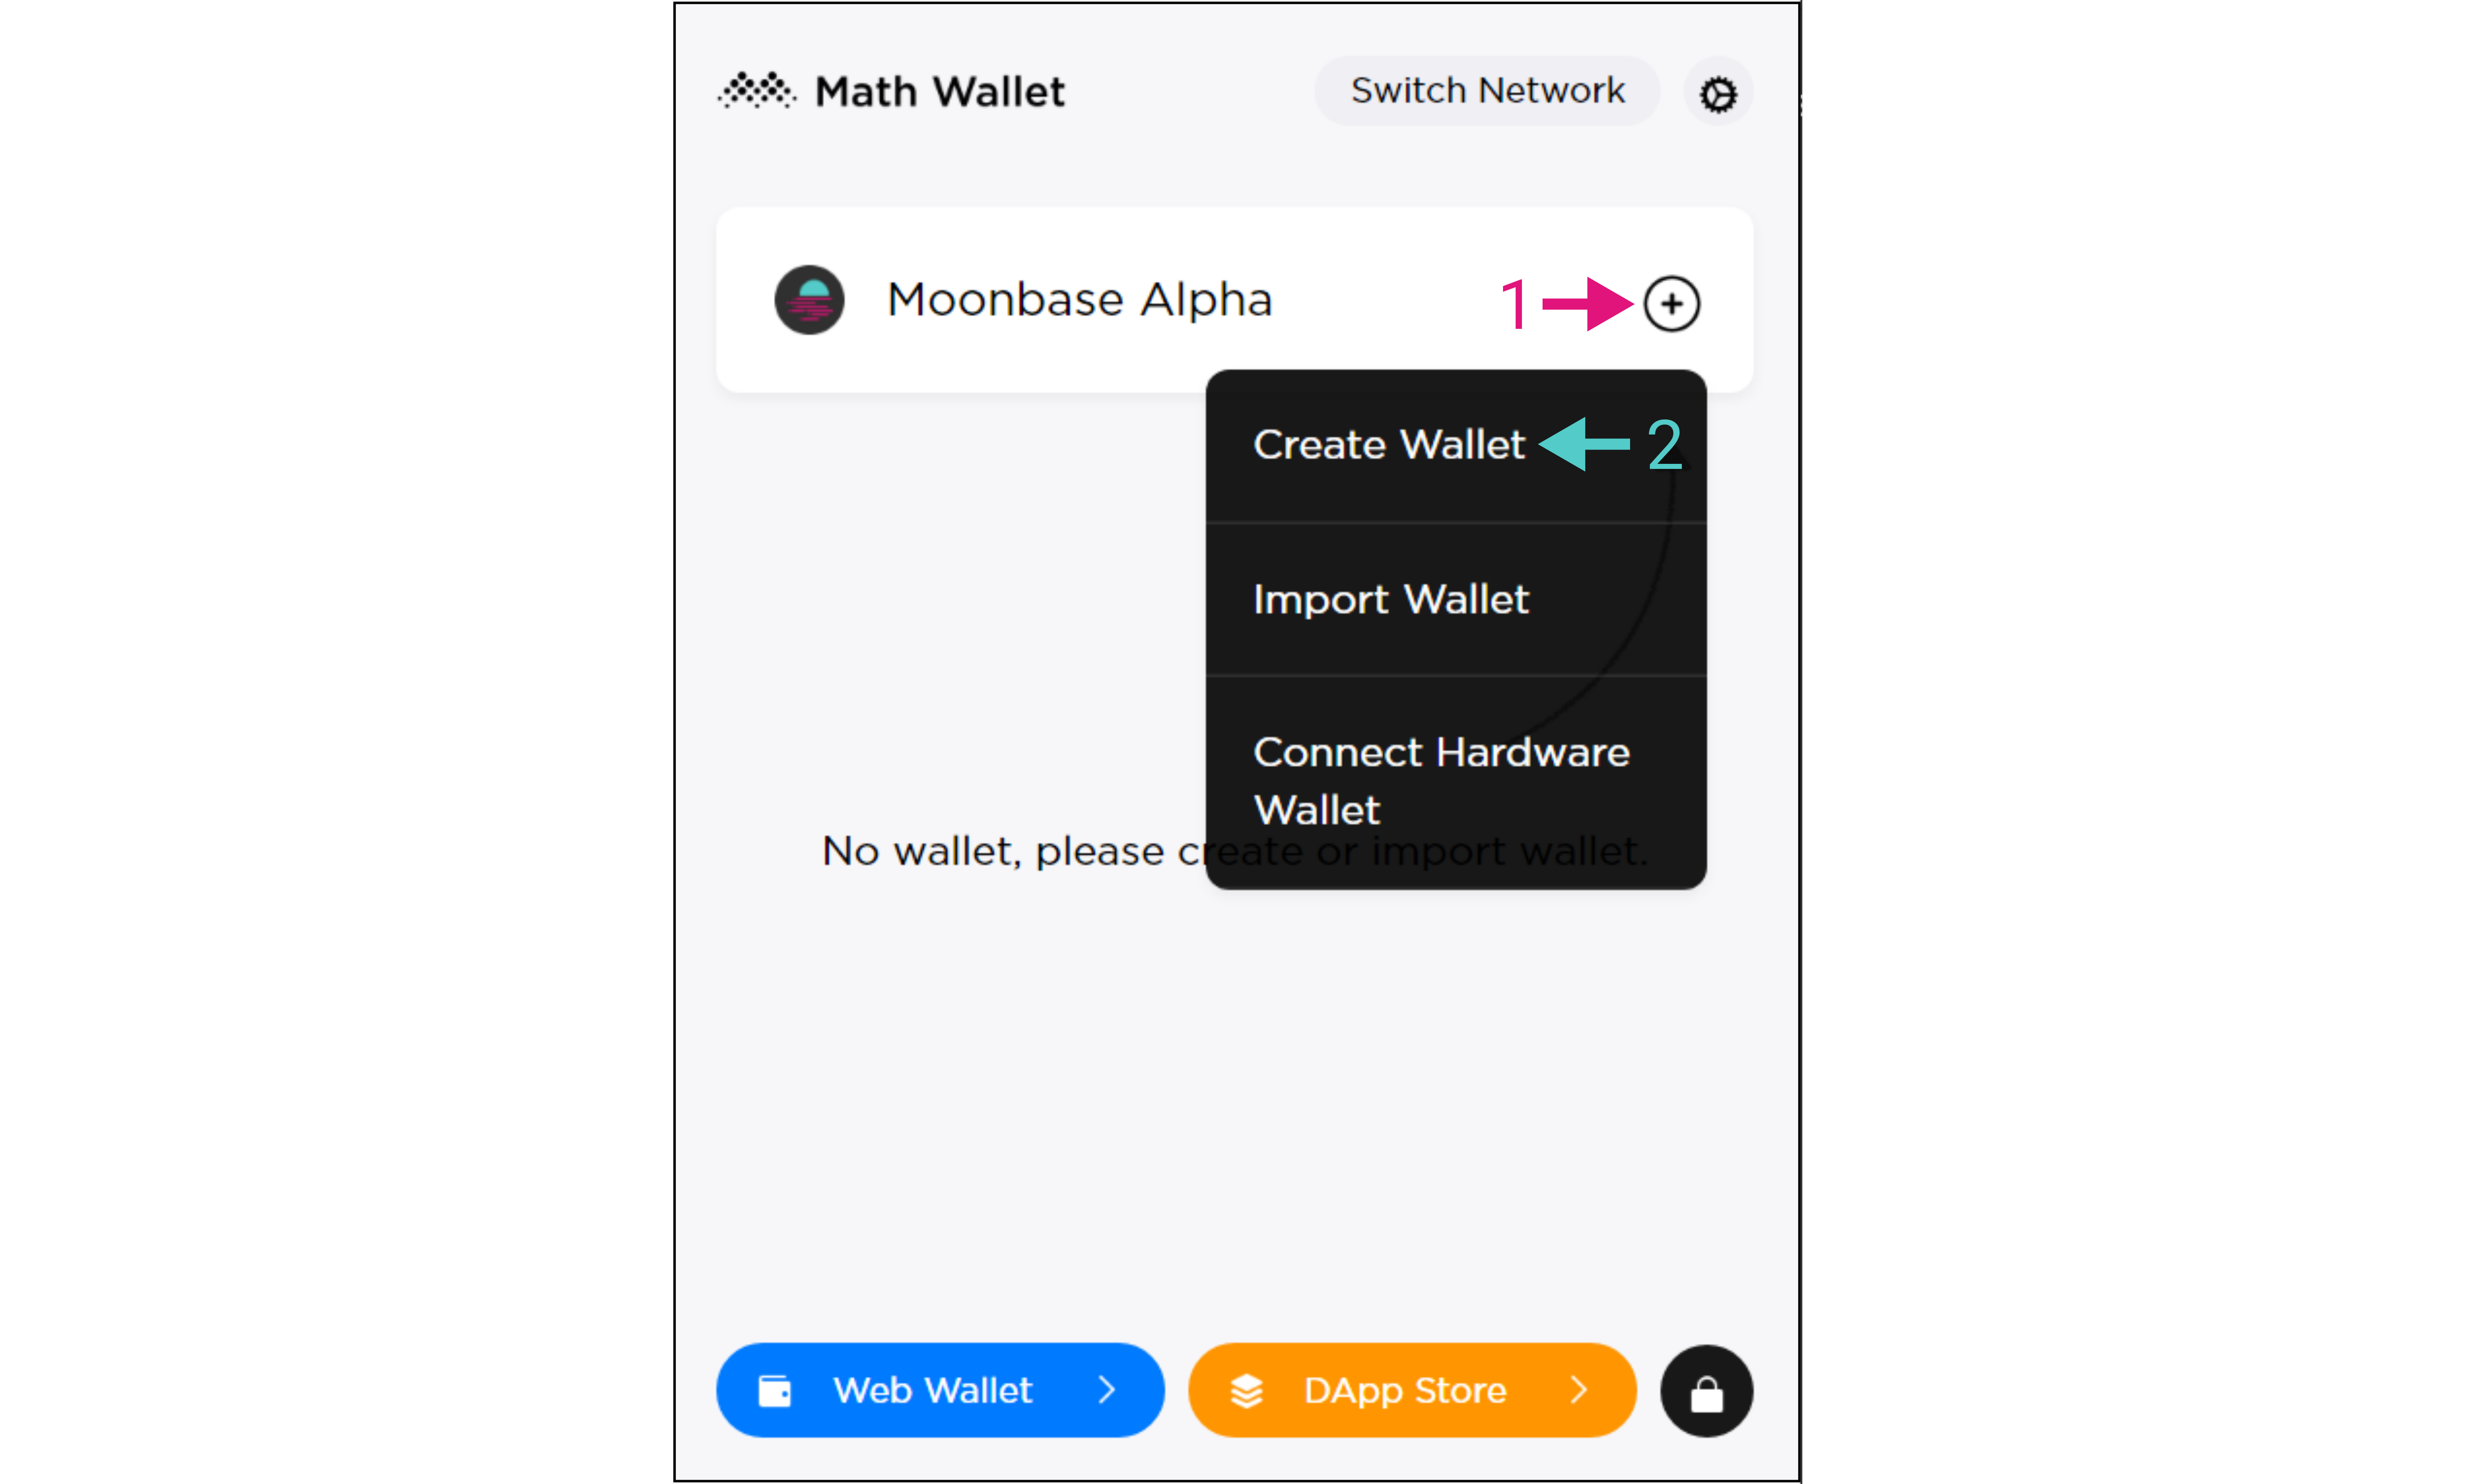 Math Wallet
Switch Network
Moonbase Alpha
1
Create Wallet
2
Import Wallet
Connect Hardware
Wallet
No wallet, please create or import wallet.
Web Wallet
DApp Store